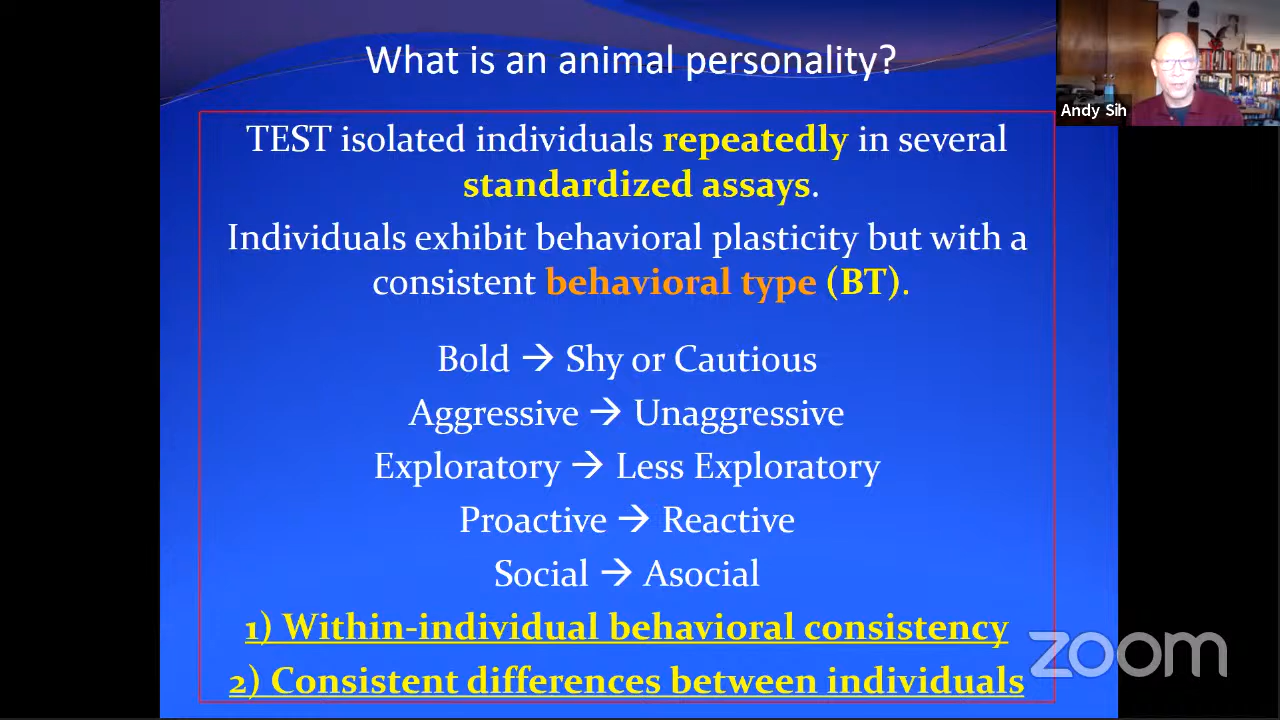 What is an animal personality?
Andy Sih
TEST isolated individuals repeatedly in several
standardized assays.
Individuals exhibit behavioral plasticity but with a
consistent behavioral type (BT).
Bold → Shy or Cautious
Aggressive → Unaggressive
Exploratory → Less Exploratory
Proactive → Reactive
Social → Asocial
1) Within-individual behavioral consistency
2) Consistent differences between individuals
zoom